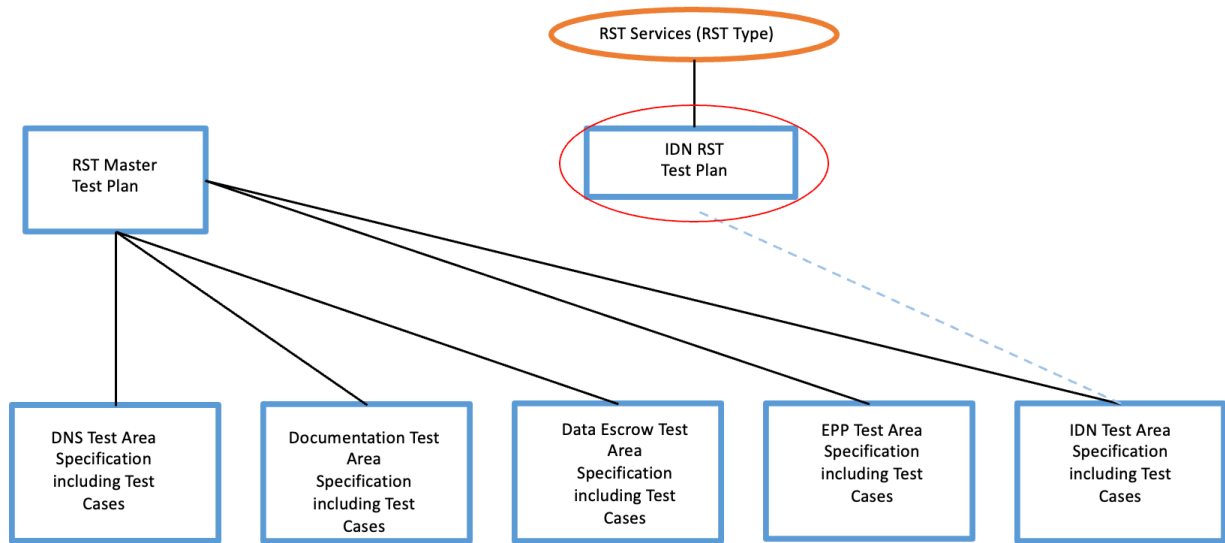 RST Services (RST Type)
RST Master
Test Plan
IDN RST
Test Plan
DNS Test Area
Specification
including Test
Cases
Documentation Test
Area
Specification
including Test
Cases
Data Escrow Test
Area
Specification
including Test
Cases
EPP Test Area
Specification
including Test
Cases
IDN Test Area
Specification
including Test
Cases